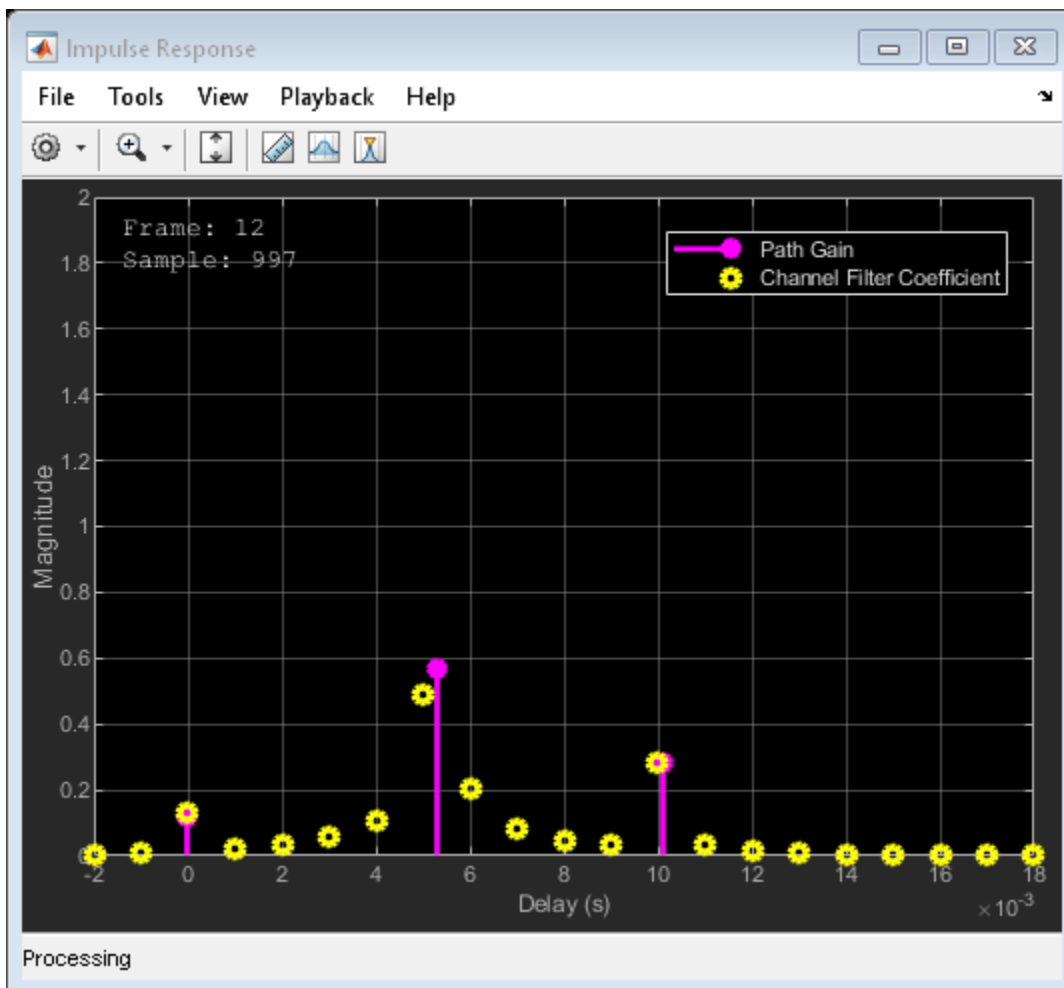 Impulse Response
File Tools View Playback Help
2
Frame: 12
Sample: 997
Path Gain
Channel Filter Coefficient
1.8
1.6
1.4
1.2
1
0.8
0.6
0.4
0.2
0
Magnitude
-2 0 2 4 6 8 10 12 14 16 18
Delay (s)
×10-3
Processing